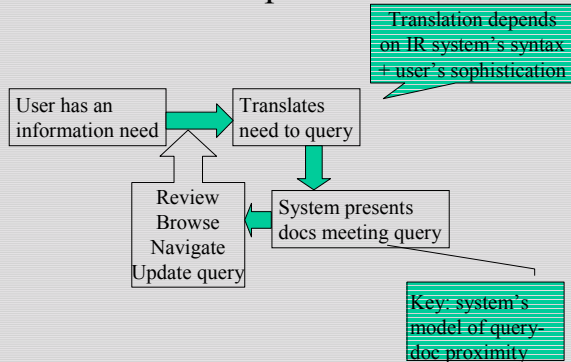 Translation depends
on IR system's syntax
+ user's sophistication
User has an
information need
Translates
need to query
Review
Browse
Navigate
Update query
System presents
docs meeting query
Key: system's
model of query-
doc proximity